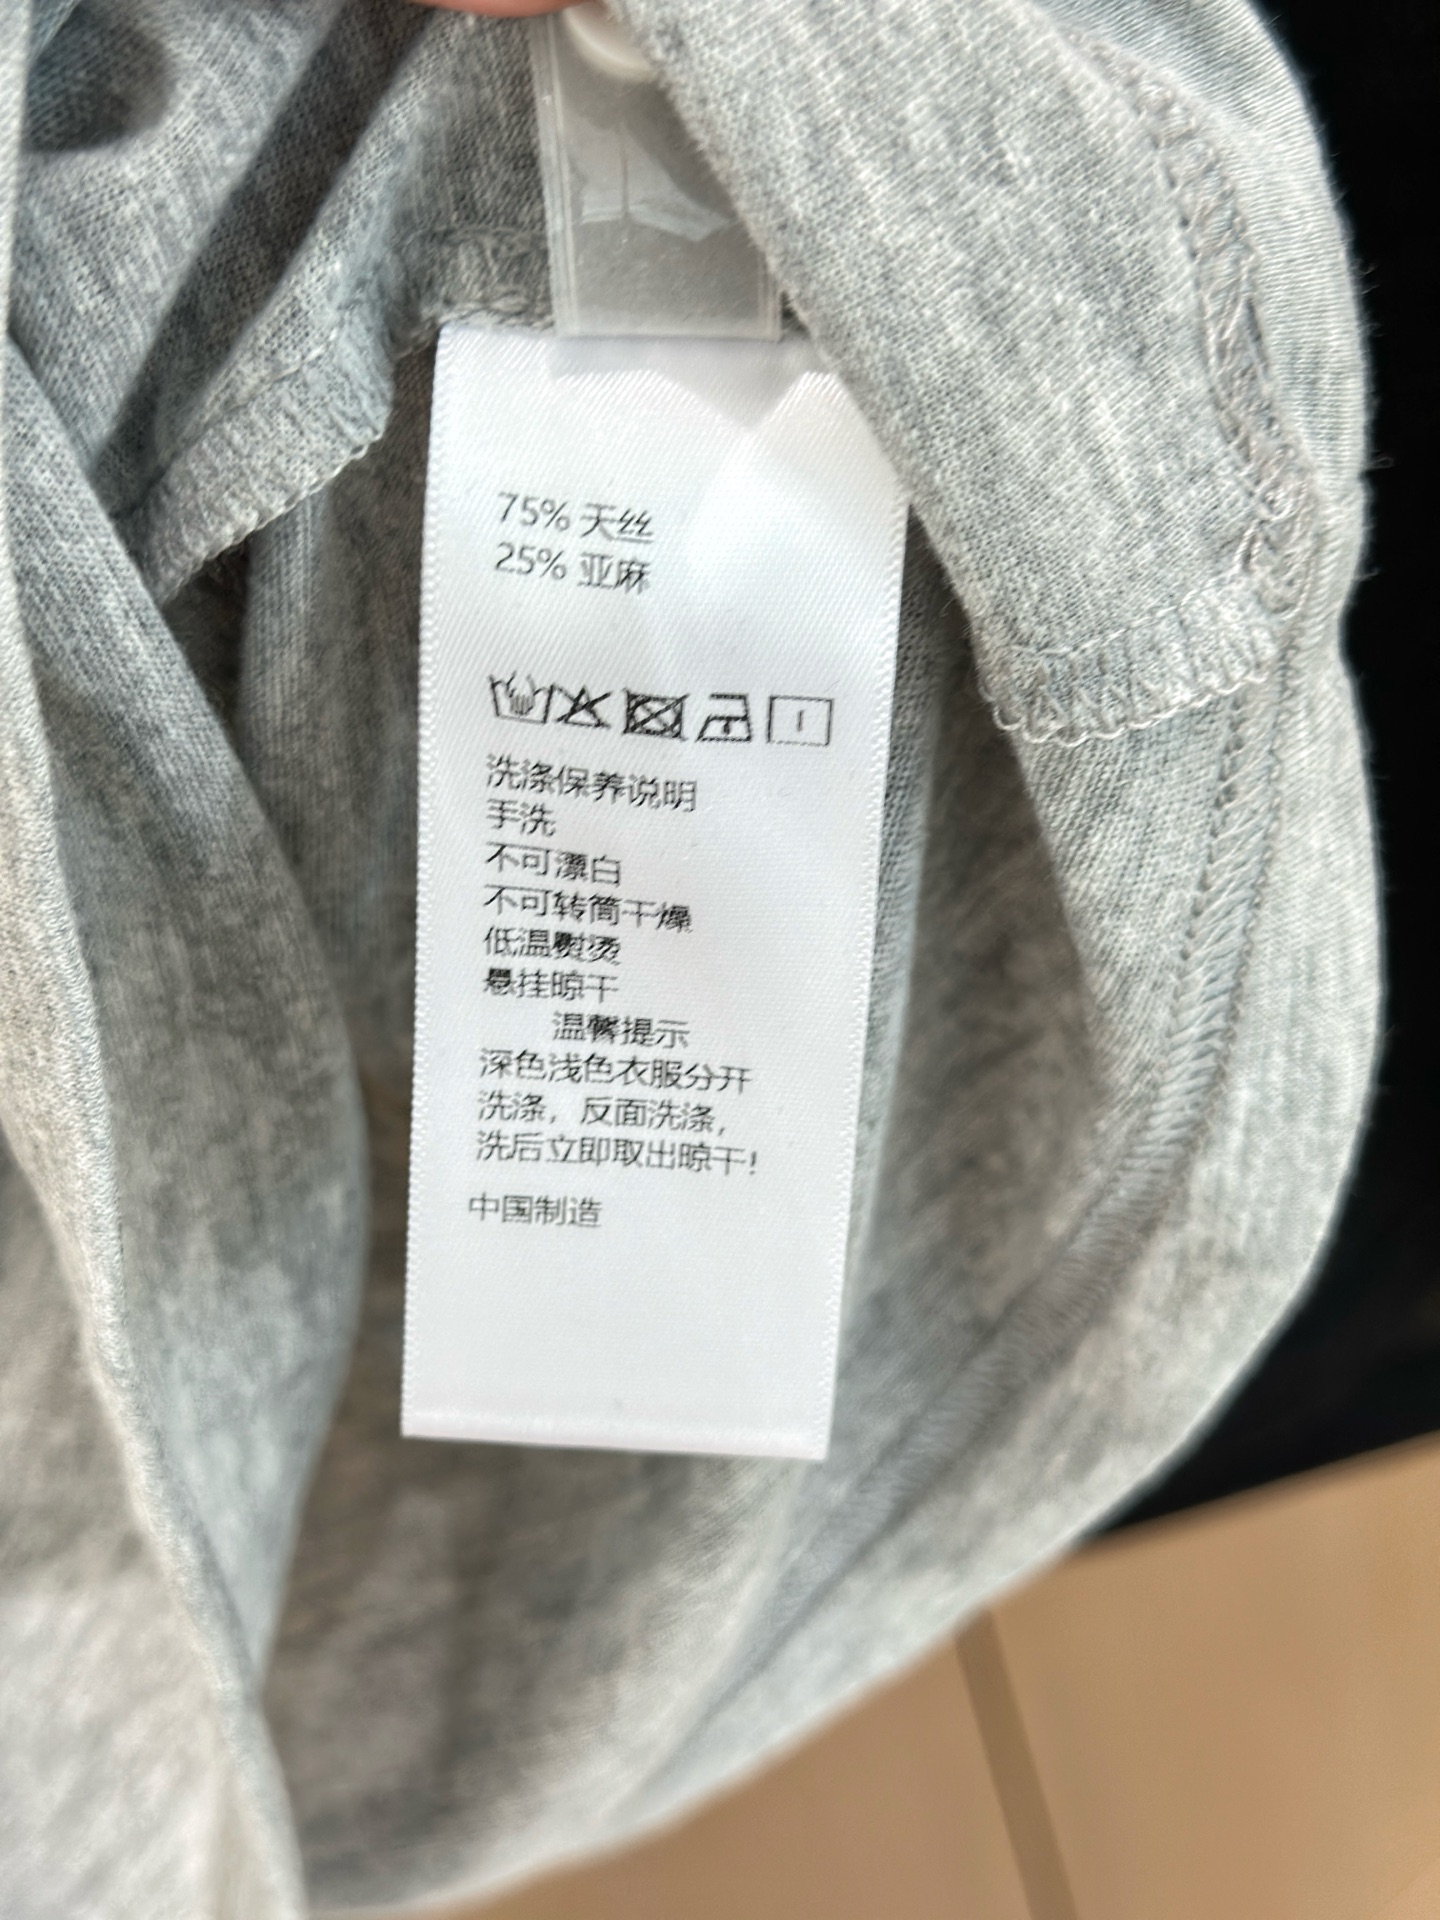 75% 天丝
25% 亚麻
洗涤保养说明
手洗
不可漂白
不可转筒干燥
低温熨烫
悬挂晾干
温馨提示
深色浅色衣服分开
洗涤，反面洗涤，
洗后立即取出晾干!
中国制造